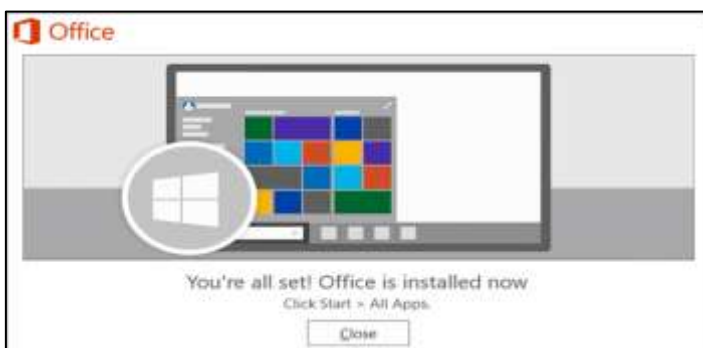 Office
You're all set! Office is installed now
Click Start > All Apps.
Close